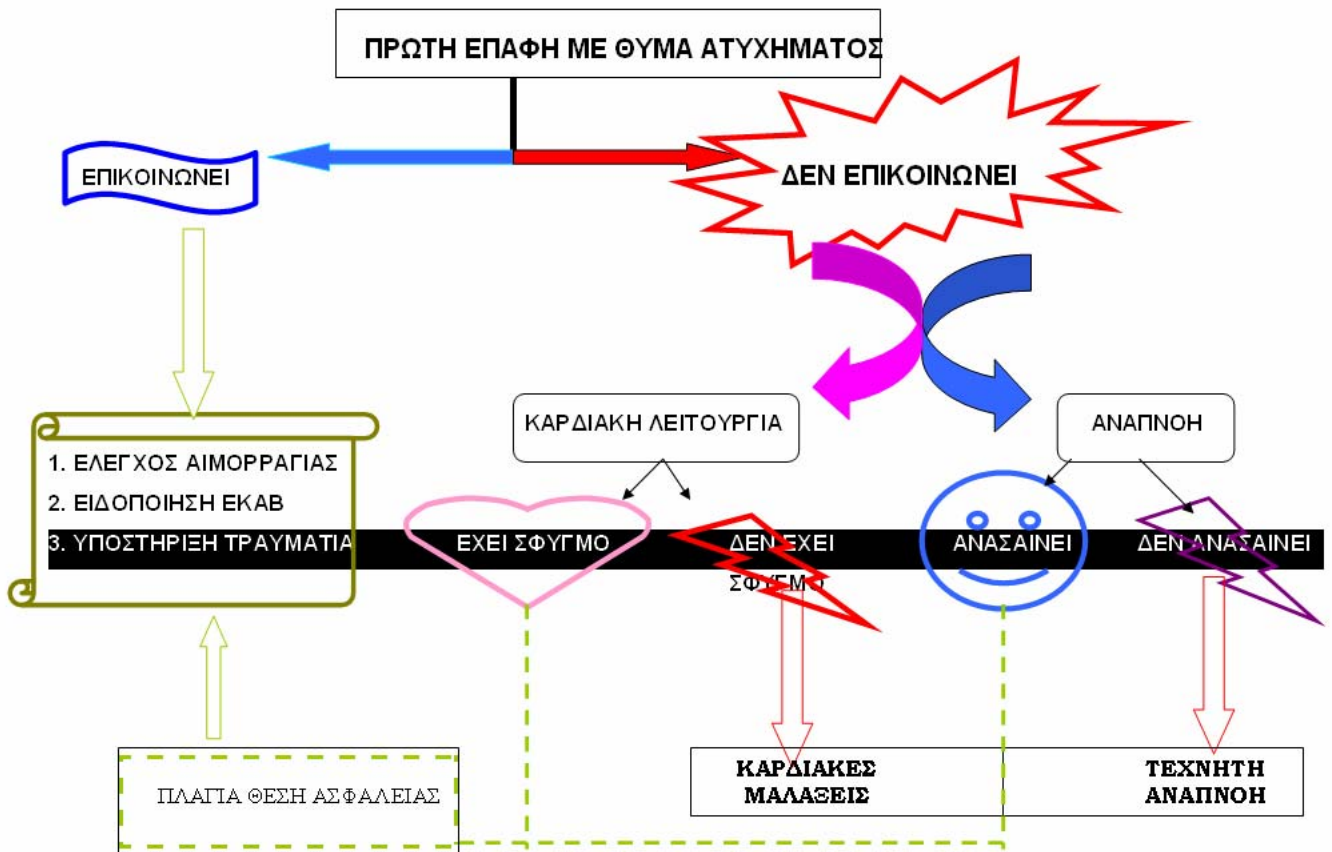 ΠΡΩΤΗ ΕΠΑΦΗ ΜΕ ΘΥΜΑ ΑΤΥΧΗΜΑΤΟΣ
ΕΠΙΚΟΙΝΩΝΕΙ
ΔΕΝ ΕΠΙΚΟΙΝΩΝΕΙ
ΚΑΡΔΙΑΚΗ ΛΕΙΤΟΥΡΓΙΑ
ΑΝΑΠΝΟΗ
1. ΕΛΕΓΧΟΣ ΑΙΜΟΡΡΑΓΙΑΣ
2. ΕΙΔΟΠΟΙΗΣΗ ΕΚΑΒ
3. ΥΠΟΣΤΗΡΙΞΗ ΤΡΑΥΜΑΤΙΑ
ΕΧΕΙ ΣΦΥΓΜΟ
ΔΕΝ ΕΧΕΙ
ΣΦΥΓΜΟ
ΑΝΑΣΑΙΝΕΙ
ΔΕΝ ΑΝΑΣΑΙΝΕΙ
ΠΛΑΓΙΑ ΘΕΣΗ ΑΣΦΑΛΕΙΑΣ
ΚΑΡΔΙΑΚΕΣ
ΜΑΛΑΞΕΙΣ
ΤΕΧΝΗΤΗ
ΑΝΑΠΝΟΗ